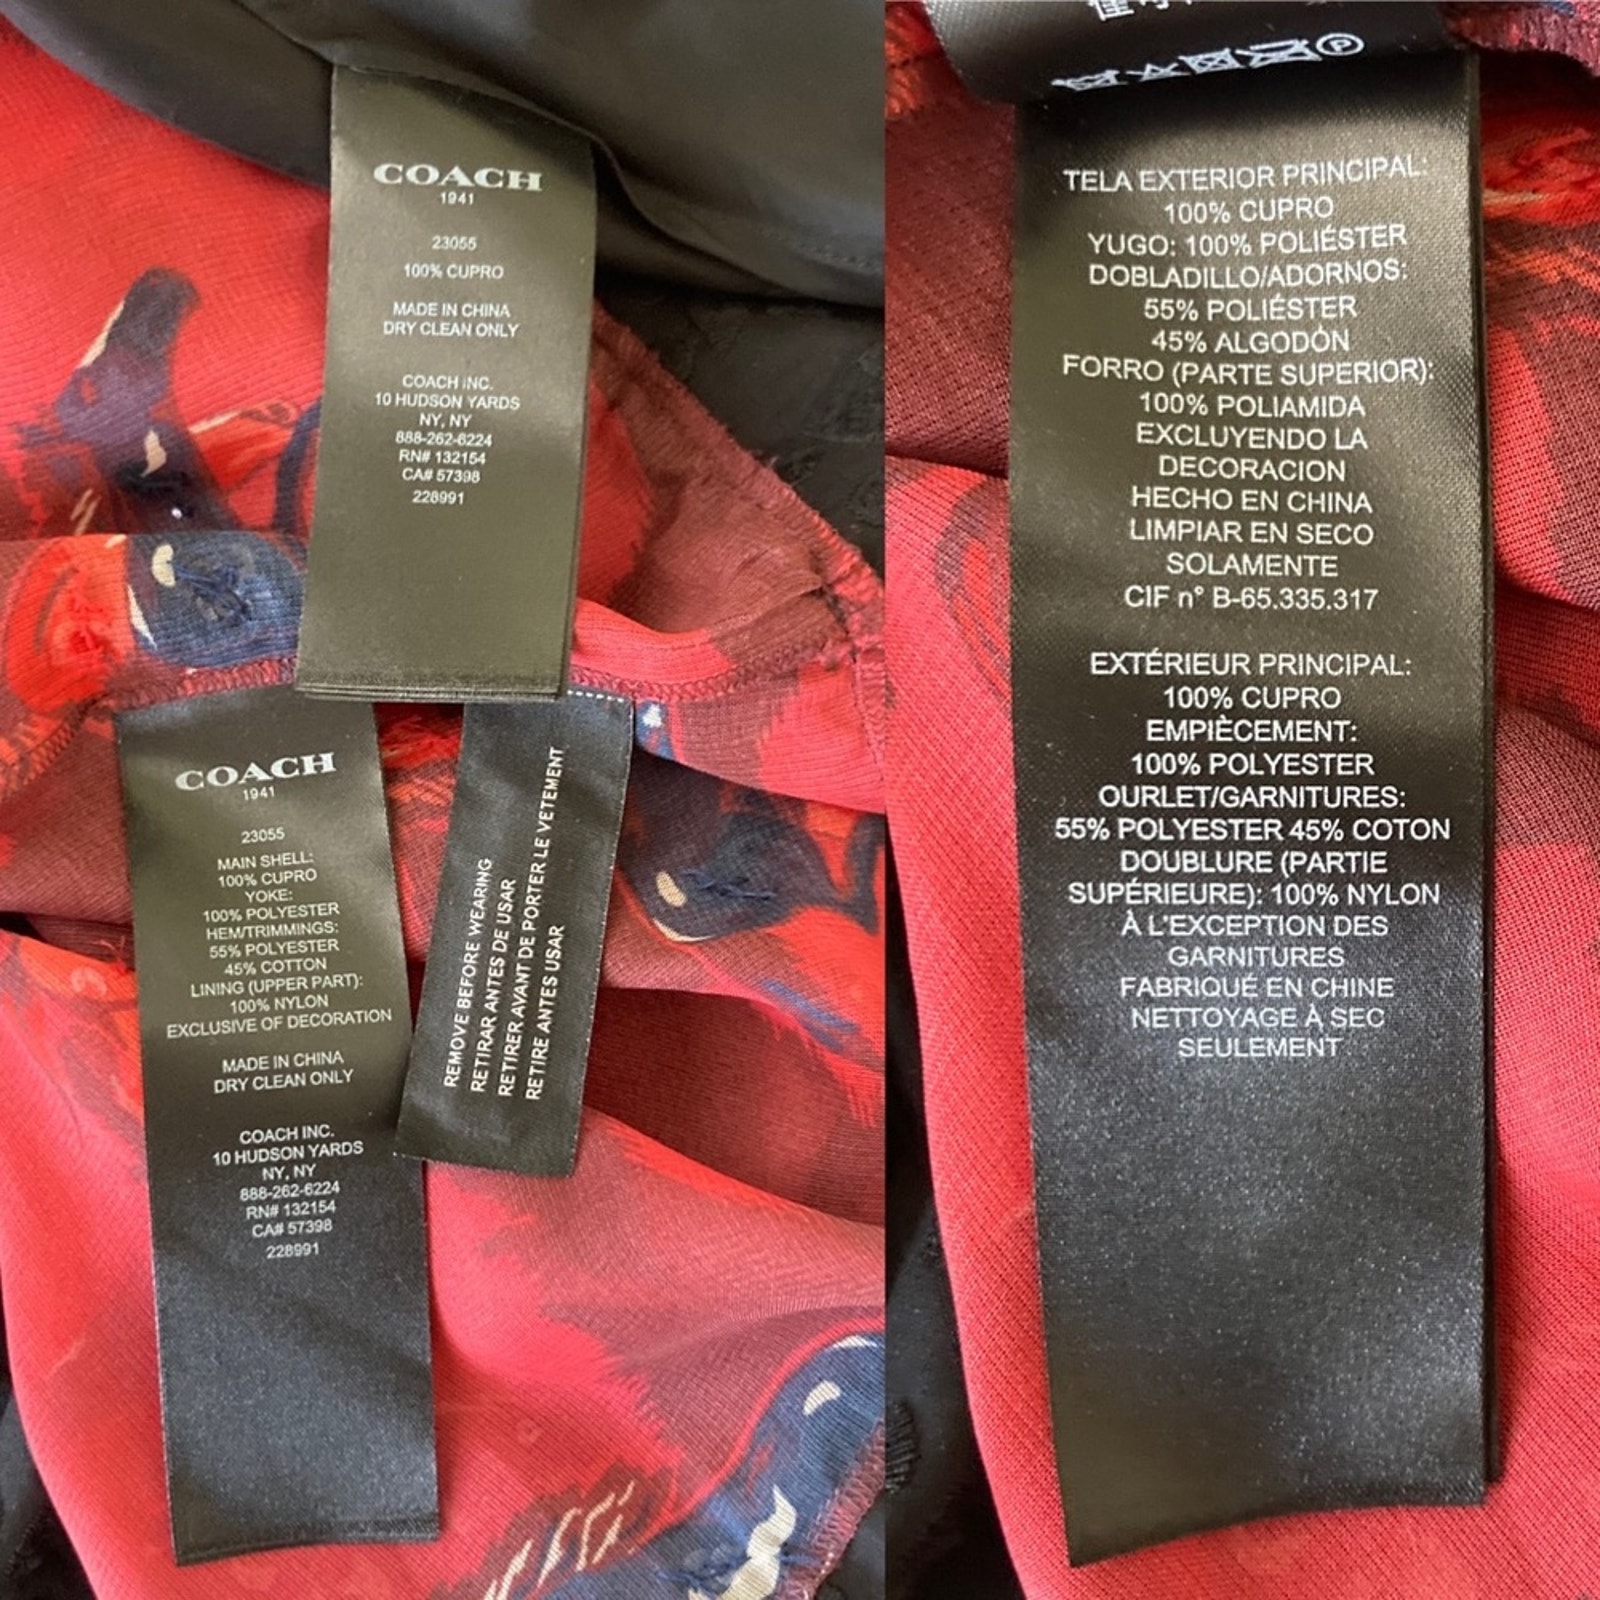 COACH
1941
23055
100% CUPRO
MADE IN CHINA
DRY CLEAN ONLY
COACH INC.
10 HUDSON YARDS
NY, NY
888-262-6224
RN# 132154
CA# 57398
228991
COACH
1941
23055
MAIN SHELL:
100% CUPRO
YOKE:
100% POLYESTER
HEM/TRIMMINGS:
55% POLYESTER
45% COTTON
LINING (UPPER PART):
100% NYLON
EXCLUSIVE OF DECORATION
MADE IN CHINA
DRY CLEAN ONLY
COACH INC.
10 HUDSON YARDS
NY, NY
888-262-6224
RN# 132154
CA# 57398
228991
REMOVE BEFORE WEARING
RETIRAR ANTES DE USAR
RETIRER AVANT DE PORTER LE VETEMENT
RETIRE ANTES USAR
P
TELA EXTERIOR PRINCIPAL:
100% CUPRO
YUGO: 100% POLIÉSTER
DOBLADILLO/ADORNOS:
55% POLIÉSTER
45% ALGODÓN
FORRO (PARTE SUPERIOR):
100% POLIAMIDA
EXCLUYENDO LA
DECORACION
HECHO EN CHINA
LIMPIAR EN SECO
SOLAMENTE
CIF n° B-65.335.317
EXTÉRIEUR PRINCIPAL:
100% CUPRO
EMPIÈCEMENT:
100% POLYESTER
OURLET/GARNITURES:
55% POLYESTER 45% COTON
DOUBLURE (PARTIE
SUPÉRIEURE): 100% NYLON
À L'EXCEPTION DES
GARNITURES
FABRIQUÉ EN CHINE
NETTOYAGE À SEC
SEULEMENT